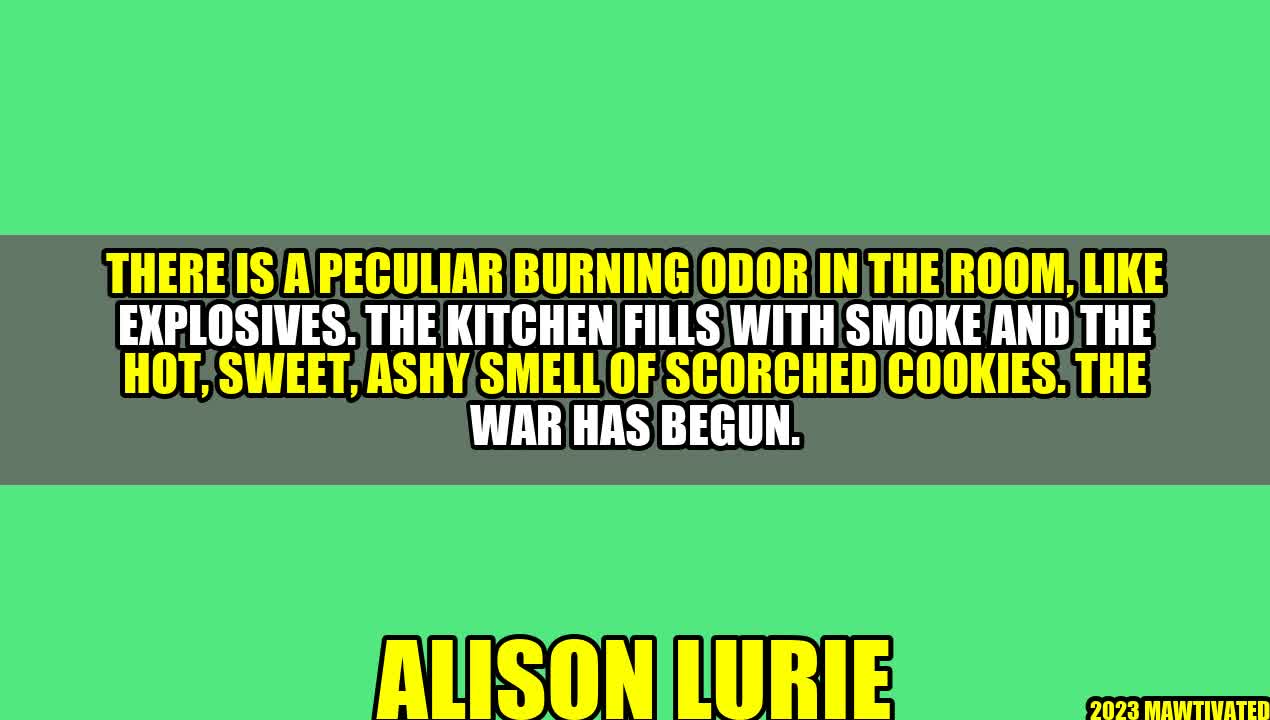 THERE IS A PECULIAR BURNING ODOR IN THE ROOM, LIKE
EXPLOSIVES. THE KITCHEN FILLS WITH SMOKE AND THE
HOT, SWEET, ASHY SMELL OF SCORCHED COOKIES. THE
WAR HAS BEGUN.
ALISON LURIE
2023 MAWTIVATED